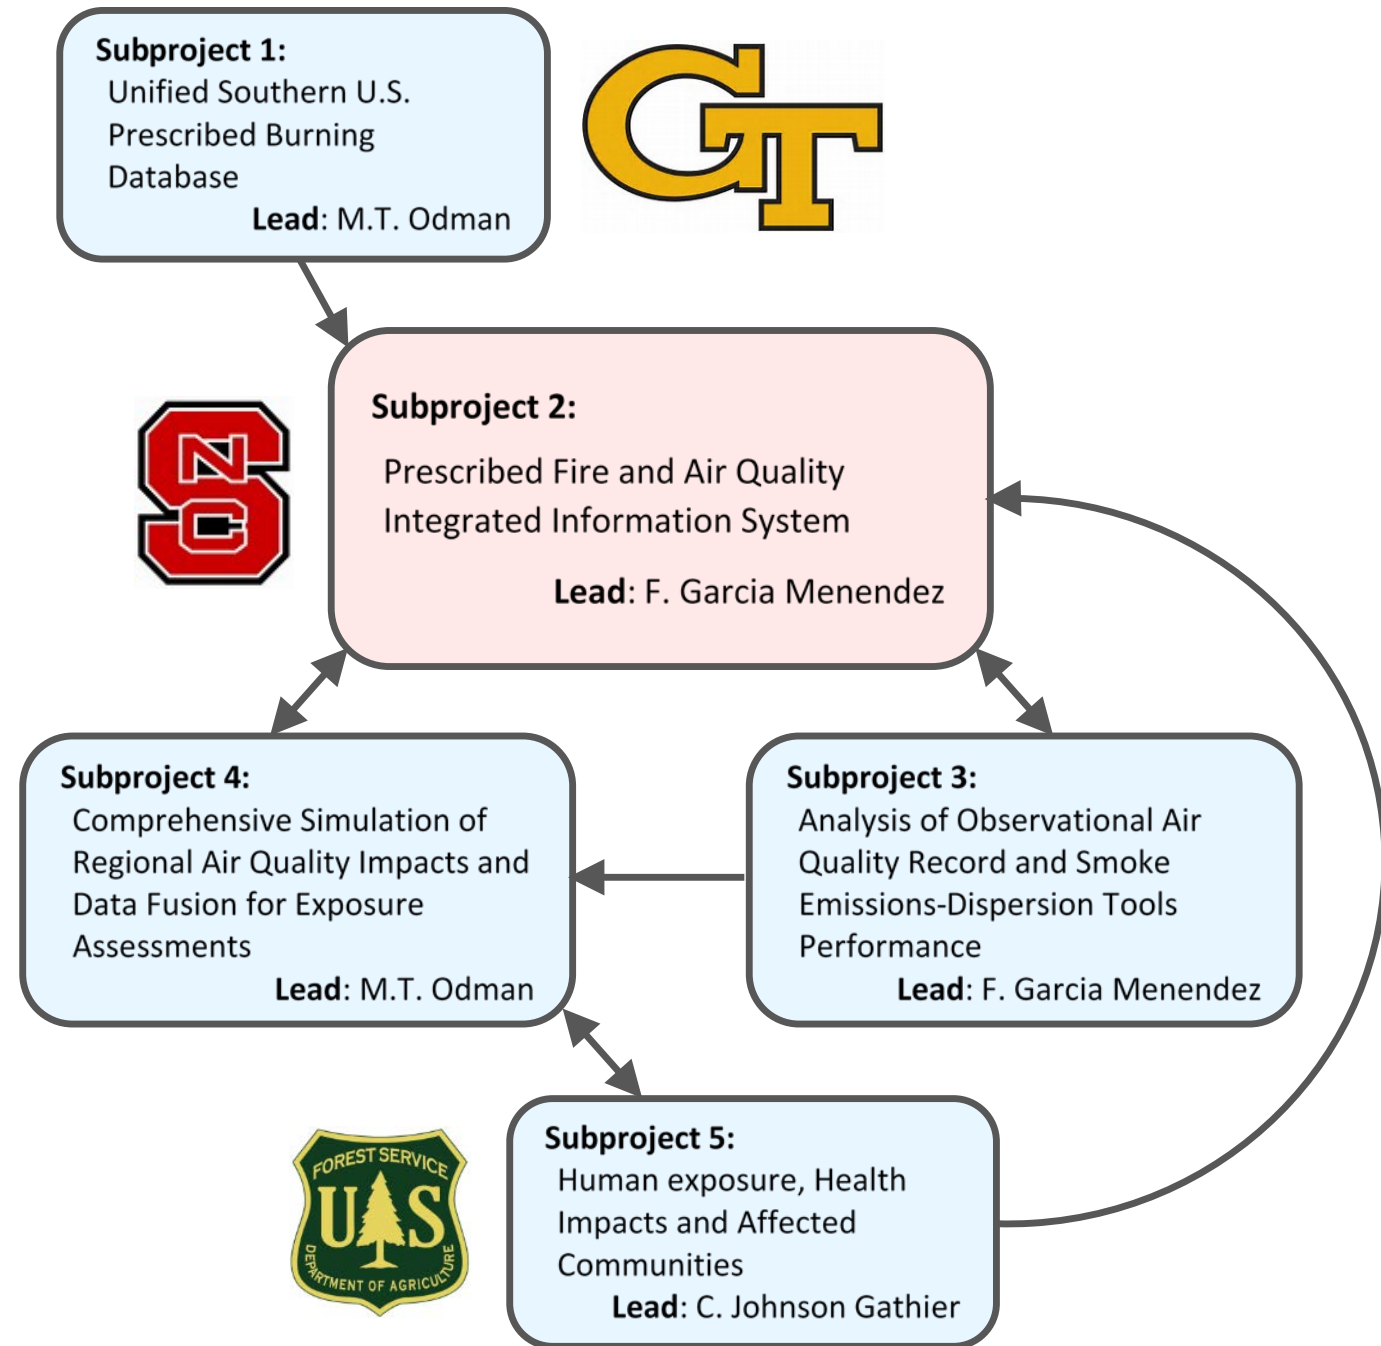 Subproject 1:
Unified Southern U.S.
Prescribed Burning
Database
Lead: M.T. Odman
GT
Subproject 2:
Prescribed Fire and Air Quality
Integrated Information System
Lead: F. Garcia Menendez
NCS
Subproject 4:
Comprehensive Simulation of
Regional Air Quality Impacts and
Data Fusion for Exposure
Assessments
Lead: M.T. Odman
Subproject 3:
Analysis of Observational Air
Quality Record and Smoke
Emissions-Dispersion Tools
Performance
Lead: F. Garcia Menendez
Subproject 5:
Human exposure, Health
Impacts and Affected
Communities
Lead: C. Johnson Gathier
FOREST SERVICE
U S
DEPARTMENT OF AGRICULTURE